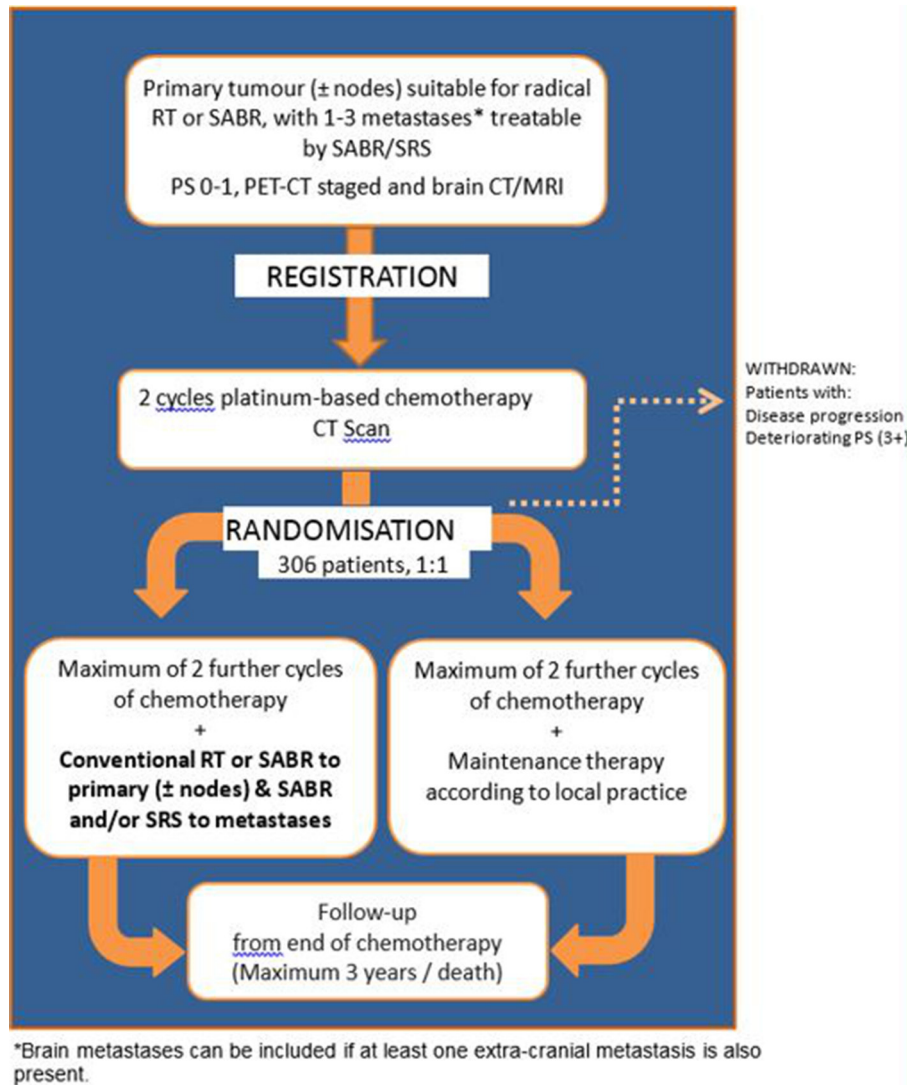 Primary tumour (± nodes) suitable for radical
RT or SABR, with 1-3 metastases* treatable
by SABR/SRS
PS 0-1, PET-CT staged and brain CT/MRI
REGISTRATION
2 cycles platinum-based chemotherapy
CT Scan
WITHDRAWN:
Patients with:
Disease progression
Deteriorating PS (3+)
RANDOMISATION
306 patients, 1:1
Maximum of 2 further cycles
of chemotherapy
+
Conventional RT or SABR to
primary (± nodes) & SABR
and/or SRS to metastases
Maximum of 2 further cycles
of chemotherapy
+
Maintenance therapy
according to local practice
Follow-up
from end of chemotherapy
(Maximum 3 years / death)
*Brain metastases can be included if at least one extra-cranial metastasis is also
present.